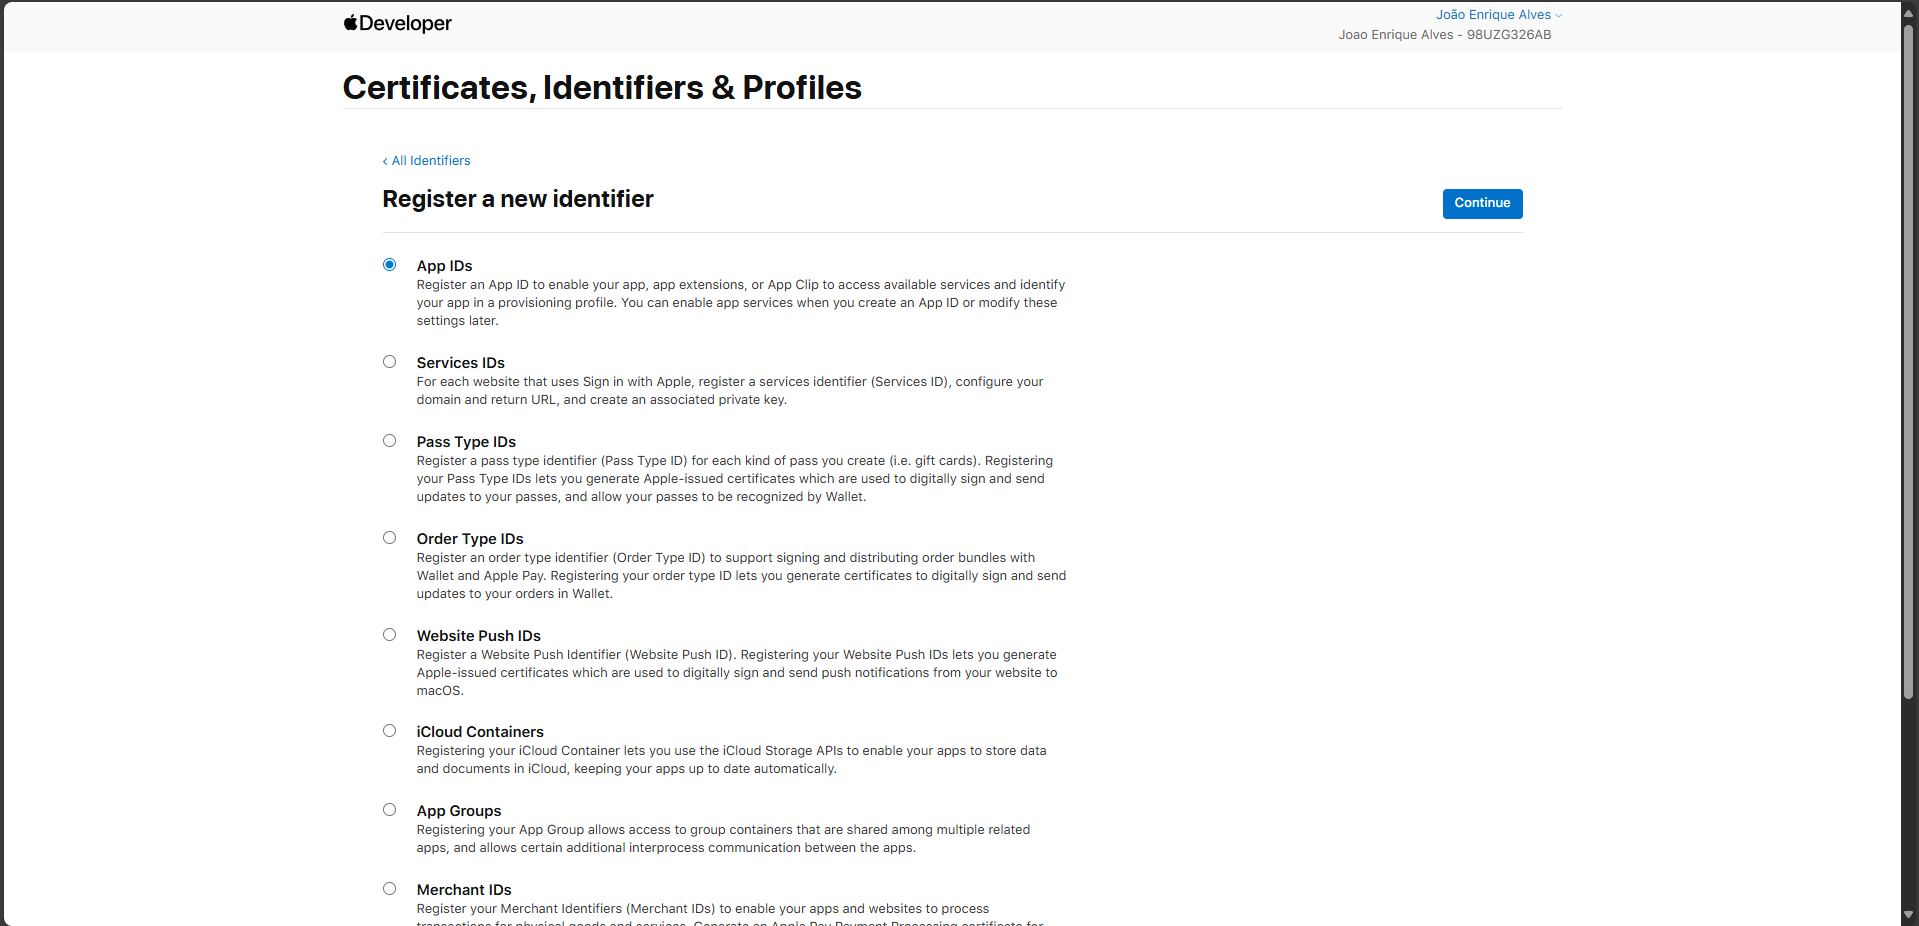 Developer
João Enrique Alves
Joao Enrique Alves - 98UZG326AB
Certificates, Identifiers & Profiles
‹ All Identifiers
Register a new identifier
Continue
App IDs
Register an App ID to enable your app, app extensions, or App Clip to access available services and identify
your app in a provisioning profile. You can enable app services when you create an App ID or modify these
settings later.
Services IDs
For each website that uses Sign in with Apple, register a services identifier (Services ID), configure your
domain and return URL, and create an associated private key.
Pass Type IDs
Register a pass type identifier (Pass Type ID) for each kind of pass you create (i.e. gift cards). Registering
your Pass Type IDs lets you generate Apple-issued certificates which are used to digitally sign and send
updates to your passes, and allow your passes to be recognized by Wallet.
Order Type IDs
Register an order type identifier (Order Type ID) to support signing and distributing order bundles with
Wallet and Apple Pay. Registering your order type ID lets you generate certificates to digitally sign and send
updates to your orders in Wallet.
Website Push IDs
Register a Website Push Identifier (Website Push ID). Registering your Website Push IDs lets you generate
Apple-issued certificates which are used to digitally sign and send push notifications from your website to
macOS.
iCloud Containers
Registering your iCloud Container lets you use the iCloud Storage APIs to enable your apps to store data
and documents in iCloud, keeping your apps up to date automatically.
App Groups
Registering your App Group allows access to group containers that are shared among multiple related
apps, and allows certain additional interprocess communication between the apps.
Merchant IDs
Register your Merchant Identifiers (Merchant IDs) to enable your apps and websites to process
transactions for physical goods and services. Generate an Apple Pay Payment Processing certificate for